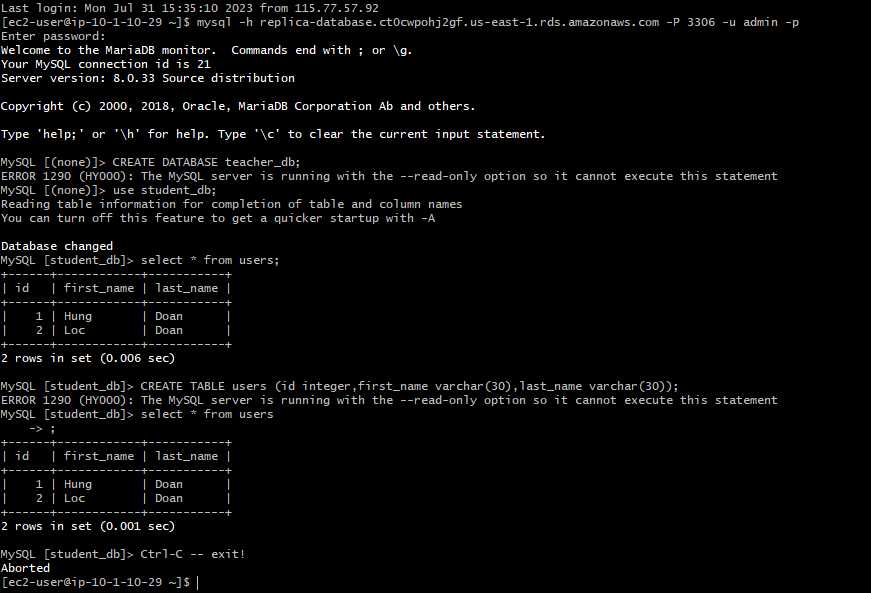 Last login: Mon Jul 31 15:35:10 2023 from 115.77.57.92
[ec2-user@ip-10-1-10-29 ~]$ mysql -h replica-database.ct0cwpohj2gf.us-east-1.rds.amazonaws.com -P 3306 -u admin -p
Enter password:
Welcome to the MariaDB monitor.  Commands end with ; or \g.
Your MySQL connection id is 21
Server version: 8.0.33 Source distribution

Copyright (c) 2000, 2018, Oracle, MariaDB Corporation Ab and others.

Type 'help;' or '\h' for help. Type '\c' to clear the current input statement.

MySQL [(none)]> CREATE DATABASE teacher_db;
ERROR 1290 (HY000): The MySQL server is running with the --read-only option so it cannot execute this statement
MySQL [(none)]> use student_db;
Reading table information for completion of table and column names
You can turn off this feature to get a quicker startup with -A

Database changed
MySQL [student_db]> select * from users;
+------+------------+-----------+
| id   | first_name | last_name |
+------+------------+-----------+
|    1 | Hung       | Doan      |
|    2 | Loc        | Doan      |
+------+------------+-----------+
2 rows in set (0.006 sec)

MySQL [student_db]> CREATE TABLE users (id integer,first_name varchar(30),last_name varchar(30));
ERROR 1290 (HY000): The MySQL server is running with the --read-only option so it cannot execute this statement
MySQL [student_db]> select * from users
    -> ;
+------+------------+-----------+
| id   | first_name | last_name |
+------+------------+-----------+
|    1 | Hung       | Doan      |
|    2 | Loc        | Doan      |
+------+------------+-----------+
2 rows in set (0.001 sec)

MySQL [student_db]> Ctrl-C -- exit!
Aborted
[ec2-user@ip-10-1-10-29 ~]$